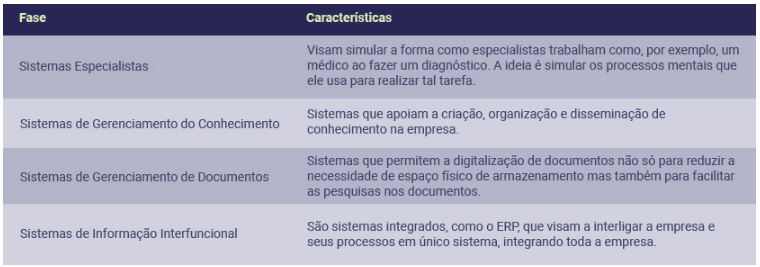 Fase Características
Sistemas Especialistas
Visam simular a forma como especialistas trabalham como, por exemplo, um
médico ao fazer um diagnóstico. A ideia é simular os processos mentais que
ele usa para realizar tal tarefa.
Sistemas de Gerenciamento do Conhecimento
Sistemas que apoiam a criação, organização e disseminação de
conhecimento na empresa.
Sistemas de Gerenciamento de Documentos
Sistemas que permitem a digitalização de documentos não só para reduzir a
necessidade de espaço físico de armazenamento mas também para facilitar
as pesquisas nos documentos.
Sistemas de Informação Interfuncional
São sistemas integrados, como o ERP, que visam a interligar a empresa e
seus processos em único sistema, integrando toda a empresa.